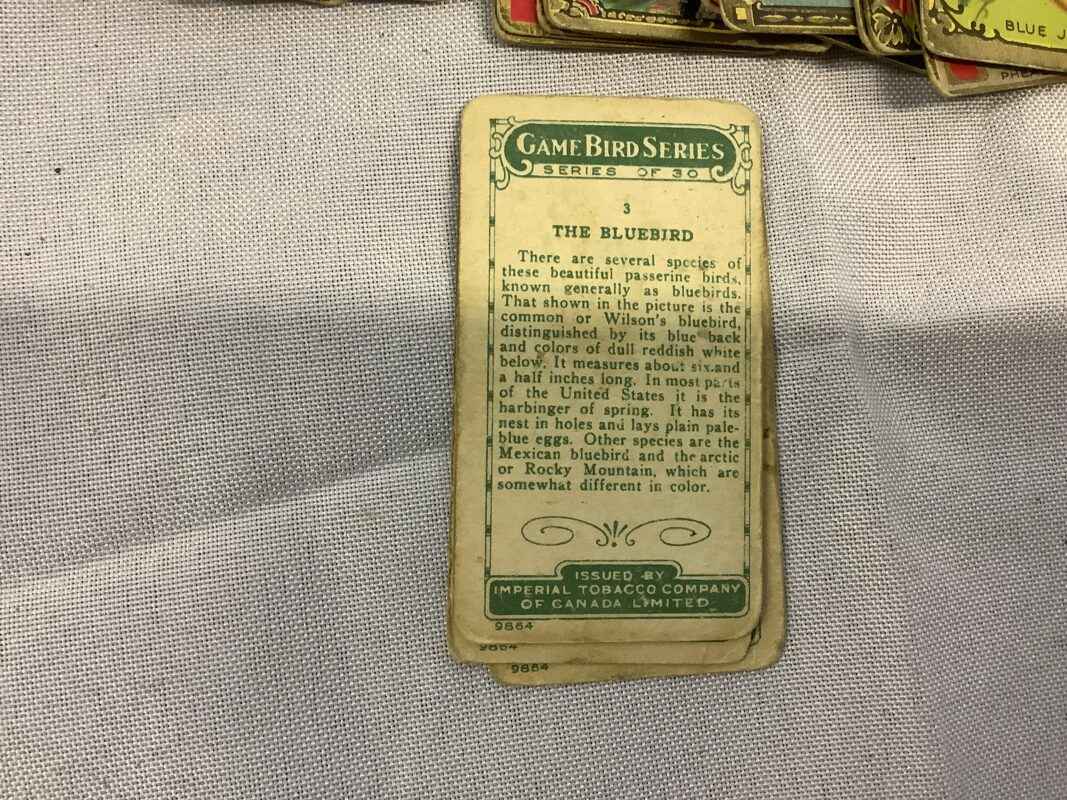 BLUE J
PHEA
GAME BIRD SERIES
SERIES OF 30
3
THE BLUEBIRD
There are several species of
these beautiful passerine birds,
known generally as bluebirds.
That shown in the picture is the
common or Wilson's bluebird,
distinguished by its blue back
and colors of dull reddish white
below. It measures about six and
a half inches long. In most parts
of the United States it is the
harbinger of spring. It has its
nest in holes and lays plain pale-
blue eggs. Other species are the
Mexican bluebird and the arctic
or Rocky Mountain, which are
somewhat different in color.
ISSUED BY
IMPERIAL TOBACCO COMPANY
OF CANADA LIMITED
9864
9864
9864